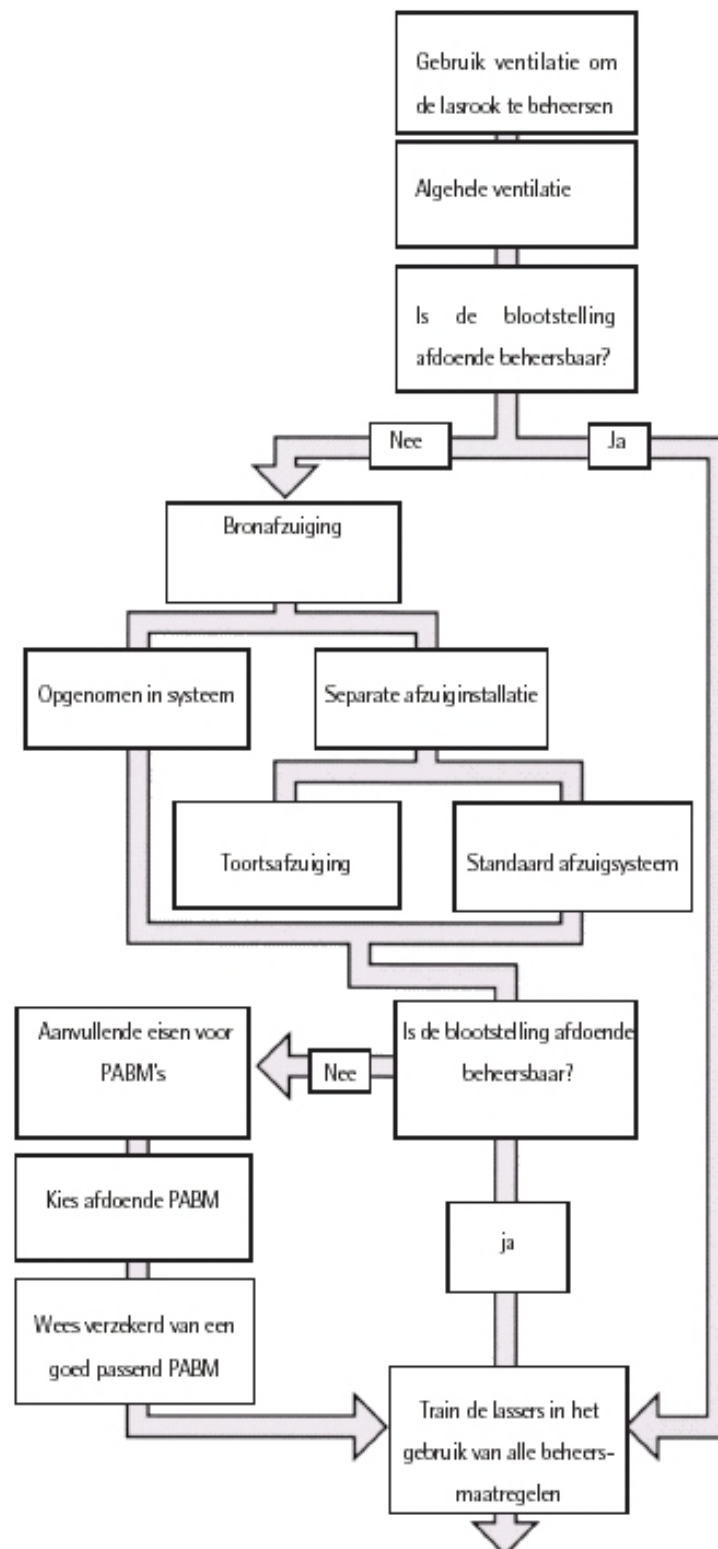 Gebruik ventilatie om
de lasrook te beheersen
Algehele ventilatie
Is de blootstelling
afdoende beheersbaar?
Nee
Ja
Bronafzuiging
Opgenomen in systeem
Separate afzuiginstallatie
Toortsafzuiging
Standaard afzuigsysteem
Is de blootstelling afdoende
beheersbaar?
Nee
Aanvullende eisen voor
PABM's
Kies afdoende PABM
Wees verzekerd van een
goed passend PABM
ja
Train de lassers in het
gebruik van alle beheers-
maatregelen